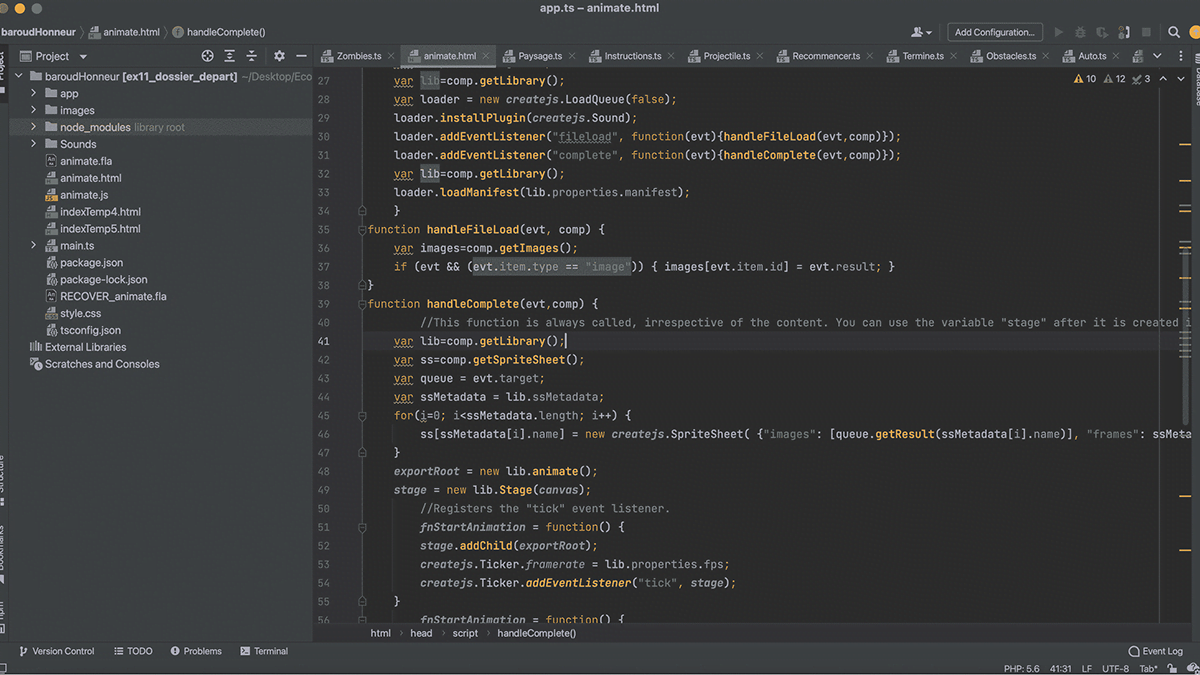 app.ts – animate.html
baroudHonneur animate.html handleComplete()
Add Configuration...
Project
Zombies.ts animate.html Paysage.ts Instructions.ts Projectile.ts Recommencer.ts Termine.ts Obstacles.ts Auto.ts
baroudHonneur [ex11_dossier_depart] ~/Desktop/Eco
app
images
node_modules library root
Sounds
animate.fla
animate.html
animate.js
indexTemp4.html
indexTemp5.html
main.ts
package.json
package-lock.json
RECOVER_animate.fla
style.css
tsconfig.json
External Libraries
Scratches and Consoles
10 12 3
27 var lib=comp.getLibrary();
28 var loader = new createjs.LoadQueue(false);
29 loader.installPlugin(createjs.Sound);
30 loader.addEventListener("fileload", function(evt){handleFileLoad(evt,comp)});
31 loader.addEventListener("complete", function(evt){handleComplete(evt,comp)});
32 var lib=comp.getLibrary();
33 loader.loadManifest(lib.properties.manifest);
34 }
35 function handleFileLoad(evt, comp) {
36 var images=comp.getImages();
37 if (evt && (evt.item.type == "image")) { images[evt.item.id] = evt.result; }
38 }
39 function handleComplete(evt,comp) {
40 //This function is always called, irrespective of the content. You can use the variable "stage" after it is created i
41 var lib=comp.getLibrary();
42 var ss=comp.getSpriteSheet();
43 var queue = evt.target;
44 var ssMetadata = lib.ssMetadata;
45 for(i=0; i<ssMetadata.length; i++) {
46 ss[ssMetadata[i].name] = new createjs.SpriteSheet( {"images": [queue.getResult(ssMetadata[i].name)], "frames": ssMeta
47 }
48 exportRoot = new lib.animate();
49 stage = new lib.Stage(canvas);
50 //Registers the "tick" event listener.
51 fnStartAnimation = function() {
52 stage.addChild(exportRoot);
53 createjs.Ticker.framerate = lib.properties.fps;
54 createjs.Ticker.addEventListener("tick", stage);
55 }
56 fnStartAnimation = function() {
html head script handleComplete()
Version Control TODO Problems Terminal Event Log
PHP: 5.6 41:31 LF UTF-8 Tab*